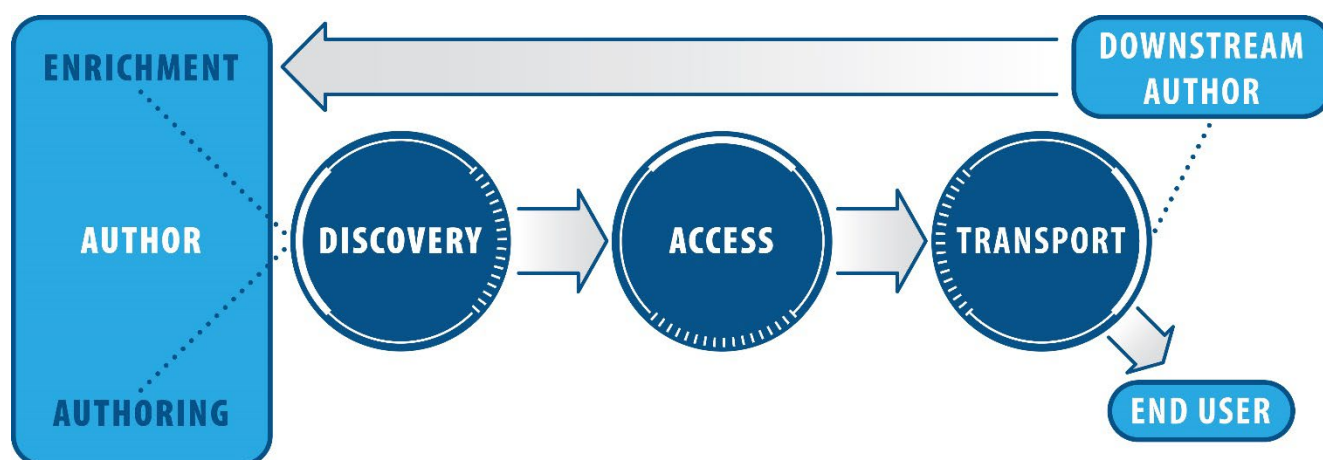 ENRICHMENT
DOWNSTREAM
AUTHOR
AUTHOR
DISCOVERY
ACCESS
TRANSPORT
AUTHORING
END USER